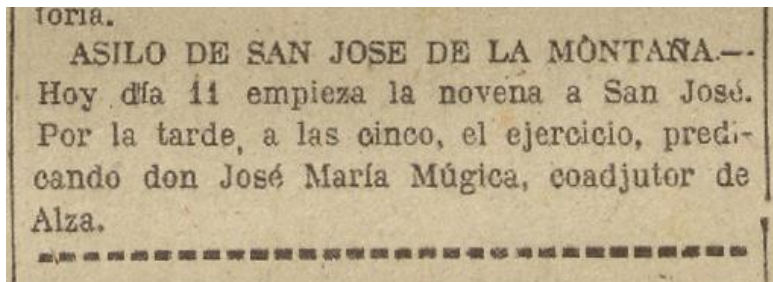 toria.
ASILO DE SAN JOSE DE LA MONTAÑA.—
Hoy día 11 empieza la novena a San José.
Por la tarde, a las cinco, el ejercicio, predi-
cando don José María Múgica, coadjutor de
Alza.